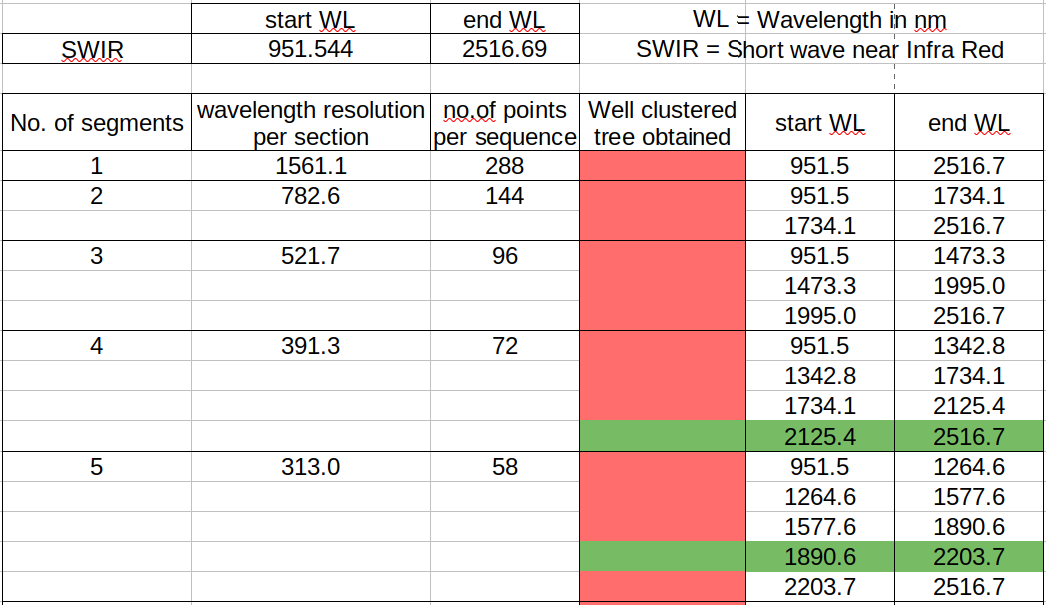 start WL end WL WL = Wavelength in nm
SWIR 951.544 2516.69 SWIR = Short wave near Infra Red
No. of segments wavelength resolution per section no.of points per sequence Well clustered tree obtained start WL end WL
1 1561.1 288 951.5 2516.7
2 782.6 144 951.5 1734.1
1734.1 2516.7
3 521.7 96 951.5 1473.3
1473.3 1995.0
1995.0 2516.7
4 391.3 72 951.5 1342.8
1342.8 1734.1
1734.1 2125.4
2125.4 2516.7
5 313.0 58 951.5 1264.6
1264.6 1577.6
1577.6 1890.6
1890.6 2203.7
2203.7 2516.7